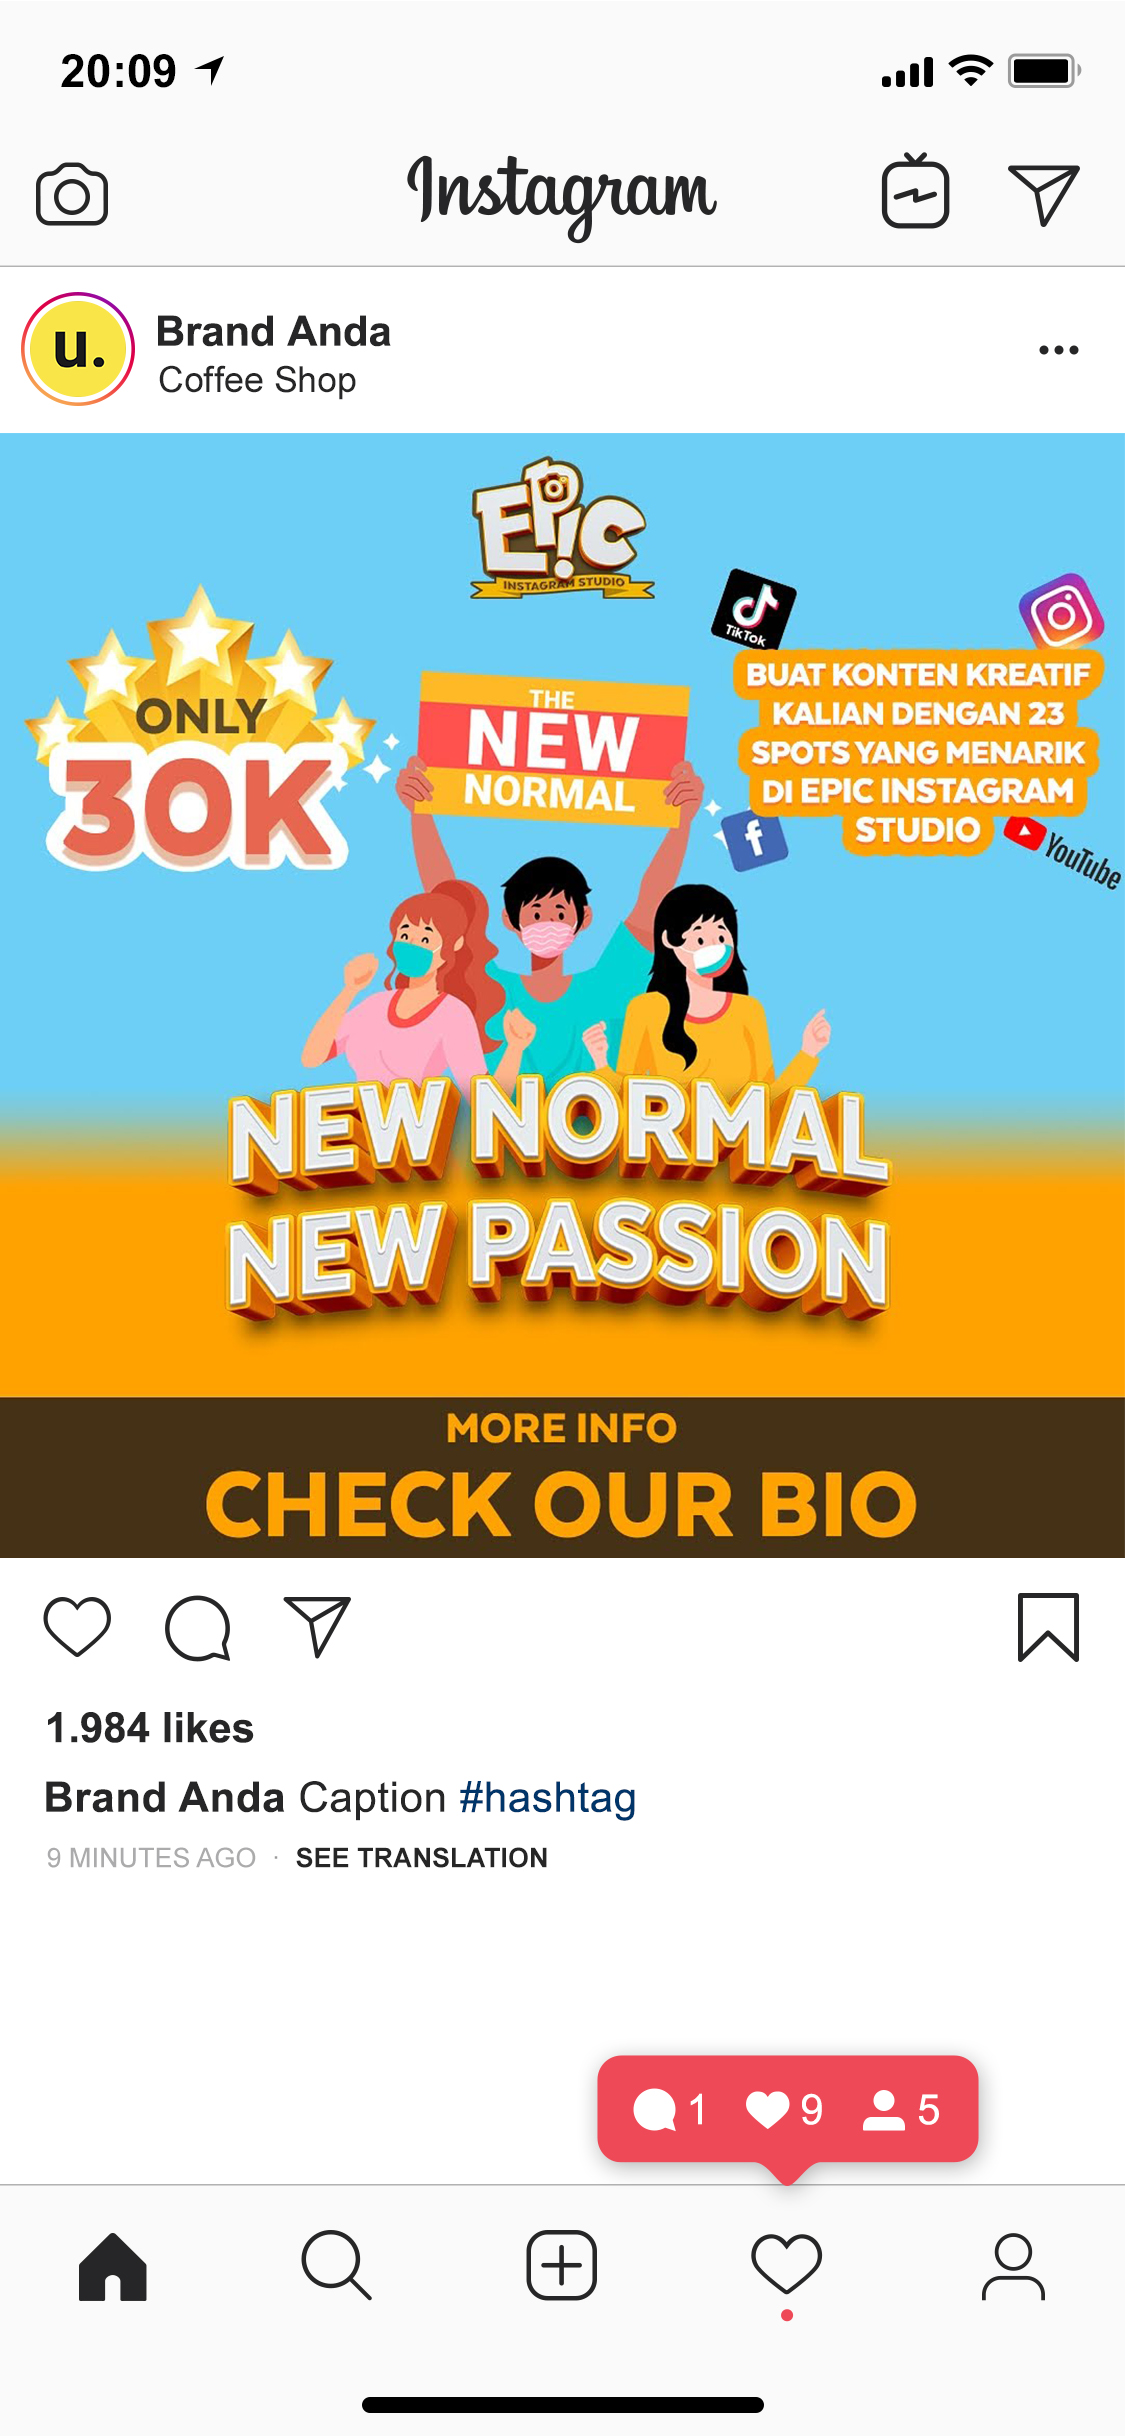 20:09
Instagram
u.
Brand Anda
Coffee Shop
EPIC
INSTAGRAM STUDIO
TikTok
ONLY
30K
THE
NEW
NORMAL
BUAT KONTEN KREATIF
KALIAN DENGAN 23
SPOTS YANG MENARIK
DI EPIC INSTAGRAM
STUDIO
f
YouTube
NEW NORMAL
NEW PASSION
MORE INFO
CHECK OUR BIO
1.984 likes
Brand Anda Caption #hashtag
9 MINUTES AGO · SEE TRANSLATION
1 9 5